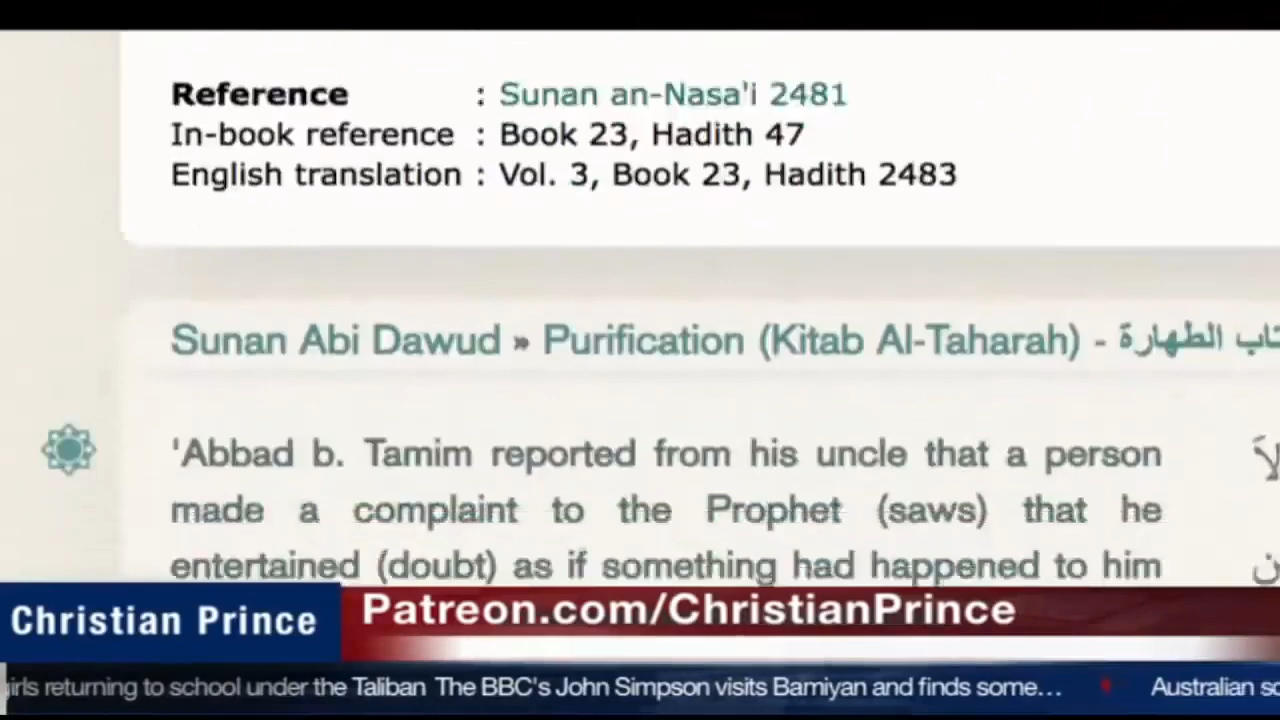 Reference : Sunan an-Nasa'i 2481
In-book reference : Book 23, Hadith 47
English translation : Vol. 3, Book 23, Hadith 2483
Sunan Abi Dawud » Purification (Kitab Al-Taharah) - كتاب الطهارة
'Abbad b. Tamim reported from his uncle that a person
made a complaint to the Prophet (saws) that he
entertained (doubt) as if something had happened to him
Christian Prince
Patreon.com/ChristianPrince
girls returning to school under the Taliban The BBC's John Simpson visits Bamiyan and finds some... Australian